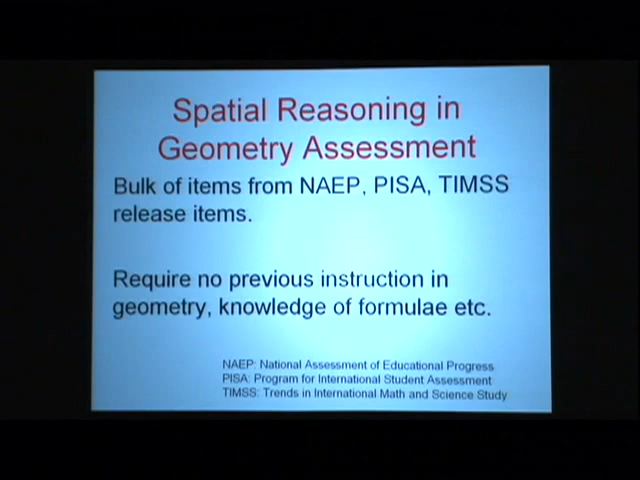 Spatial Reasoning in
Geometry Assessment
Bulk of items from NAEP, PISA, TIMSS
release items.
Require no previous instruction in
geometry, knowledge of formulae etc.
NAEP: National Assessment of Educational Progress
PISA: Program for International Student Assessment
TIMSS: Trends in International Math and Science Study